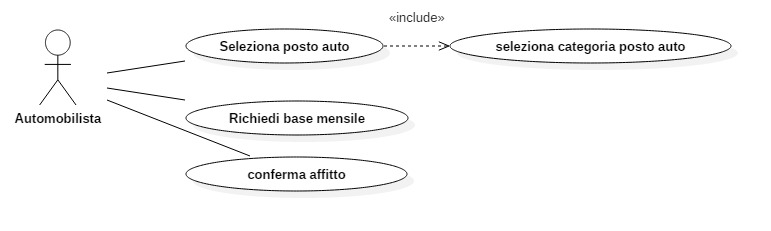 «include»
Seleziona posto auto
seleziona categoria posto auto
Automobilista
Richiedi base mensile
conferma affitto